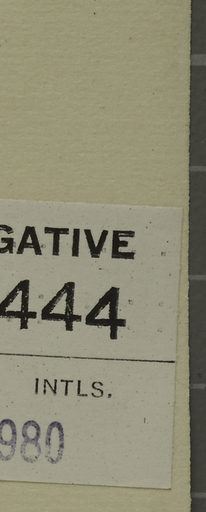 GATIVE
444
INTLS.
980